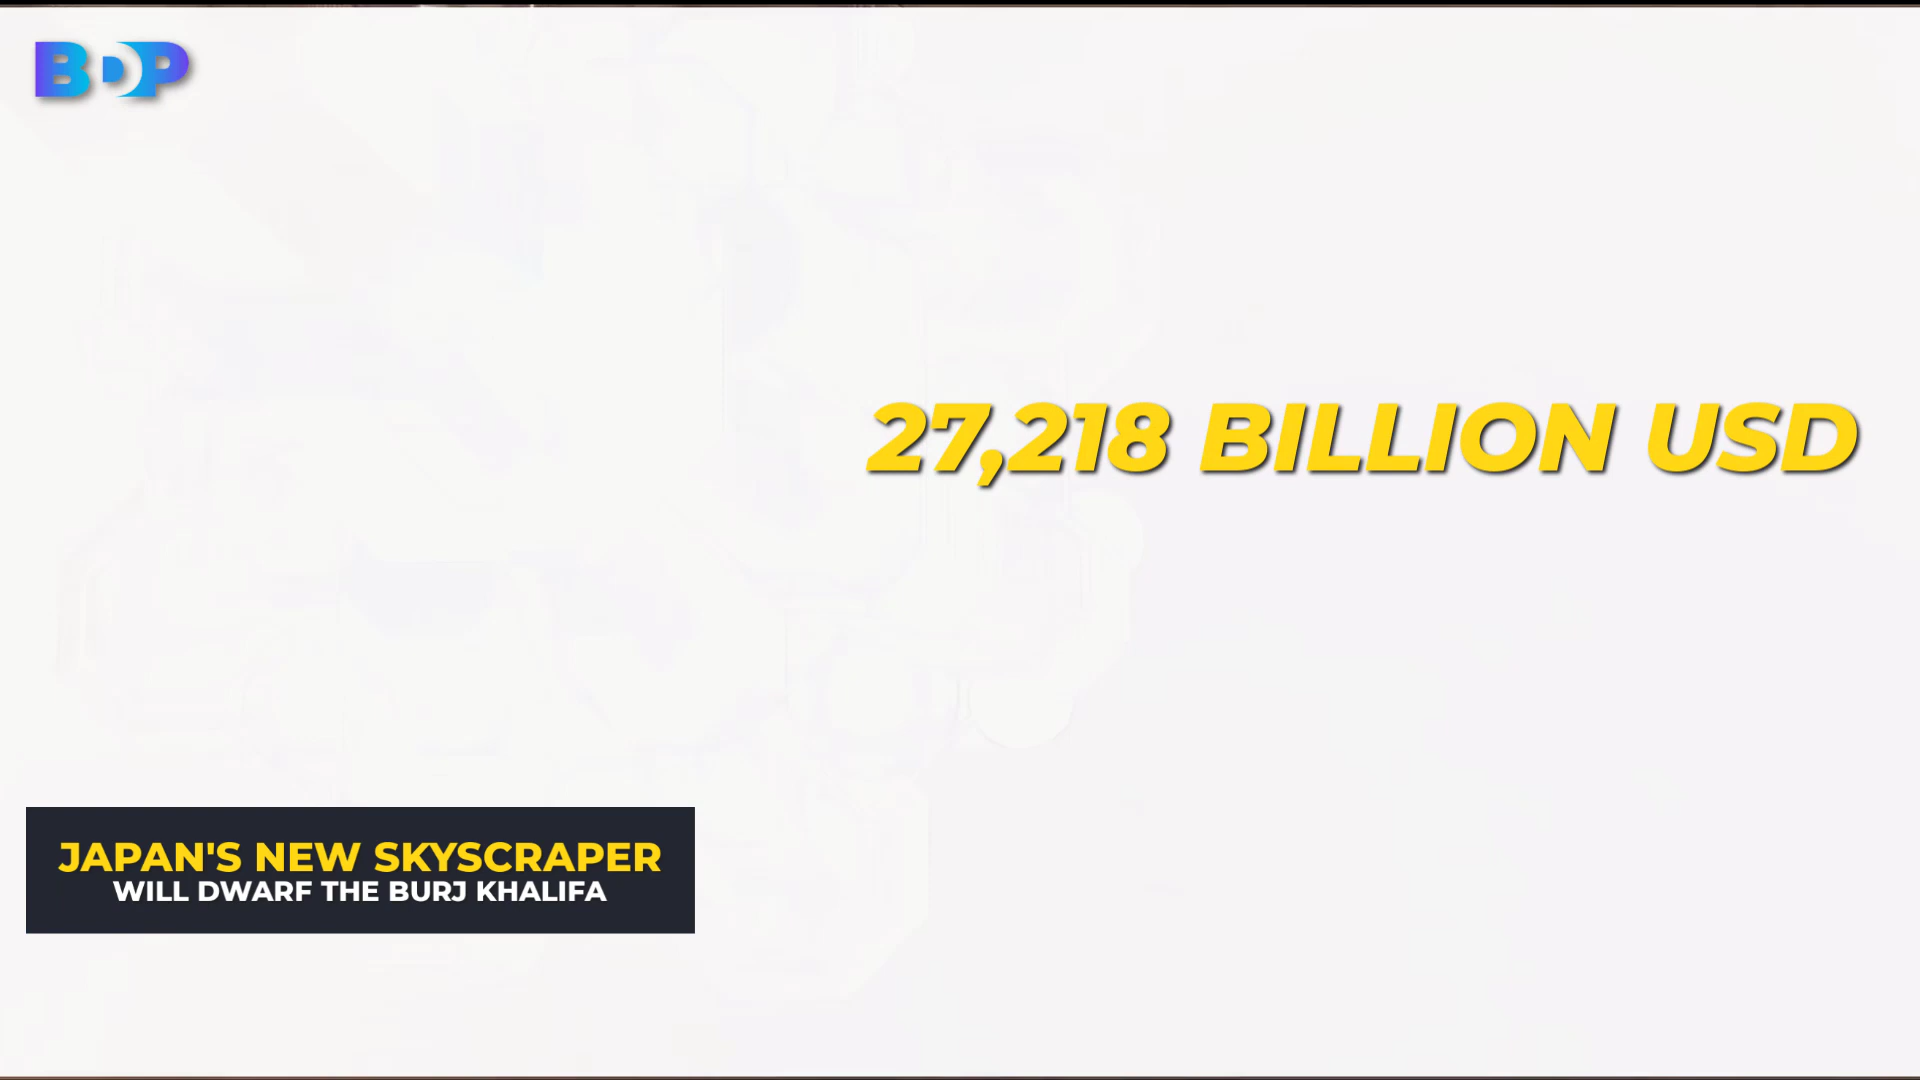 BDP
27,218 BILLION USD
JAPAN'S NEW SKYSCRAPER
WILL DWARF THE BURJ KHALIFA